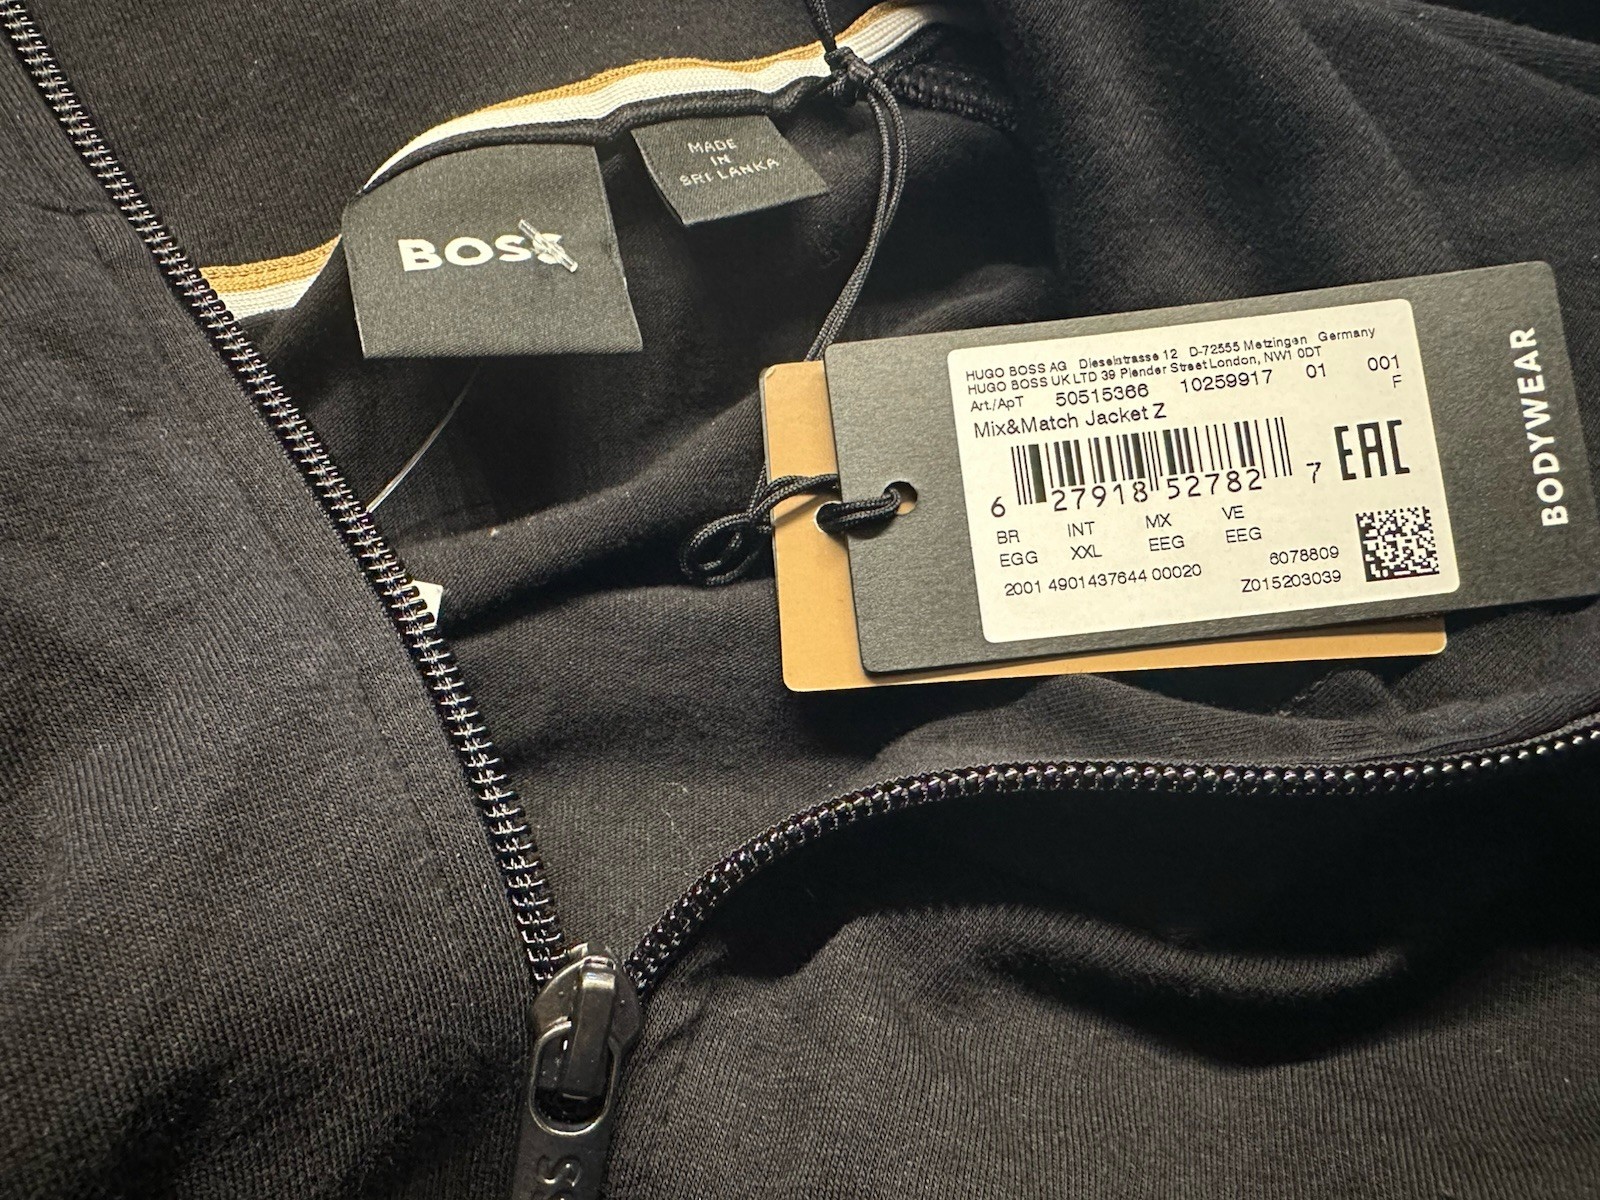 BOSS
MADE
IN
SRI LANKA
HUGO BOSS AG Dieselstrasse 12 D-72555 Metzingen Germany
HUGO BOSS UK LTD 39 Plender Street London, NW1 0DT
Art./ApT 50515366 10259917 01 001
F
Mix&Match Jacket Z
6 27918 52782 7
EAC
BR INT MX VE
EGG XXL EEG EEG
6078809
2001 4901437644 00020 Z015203039
BODYWEAR